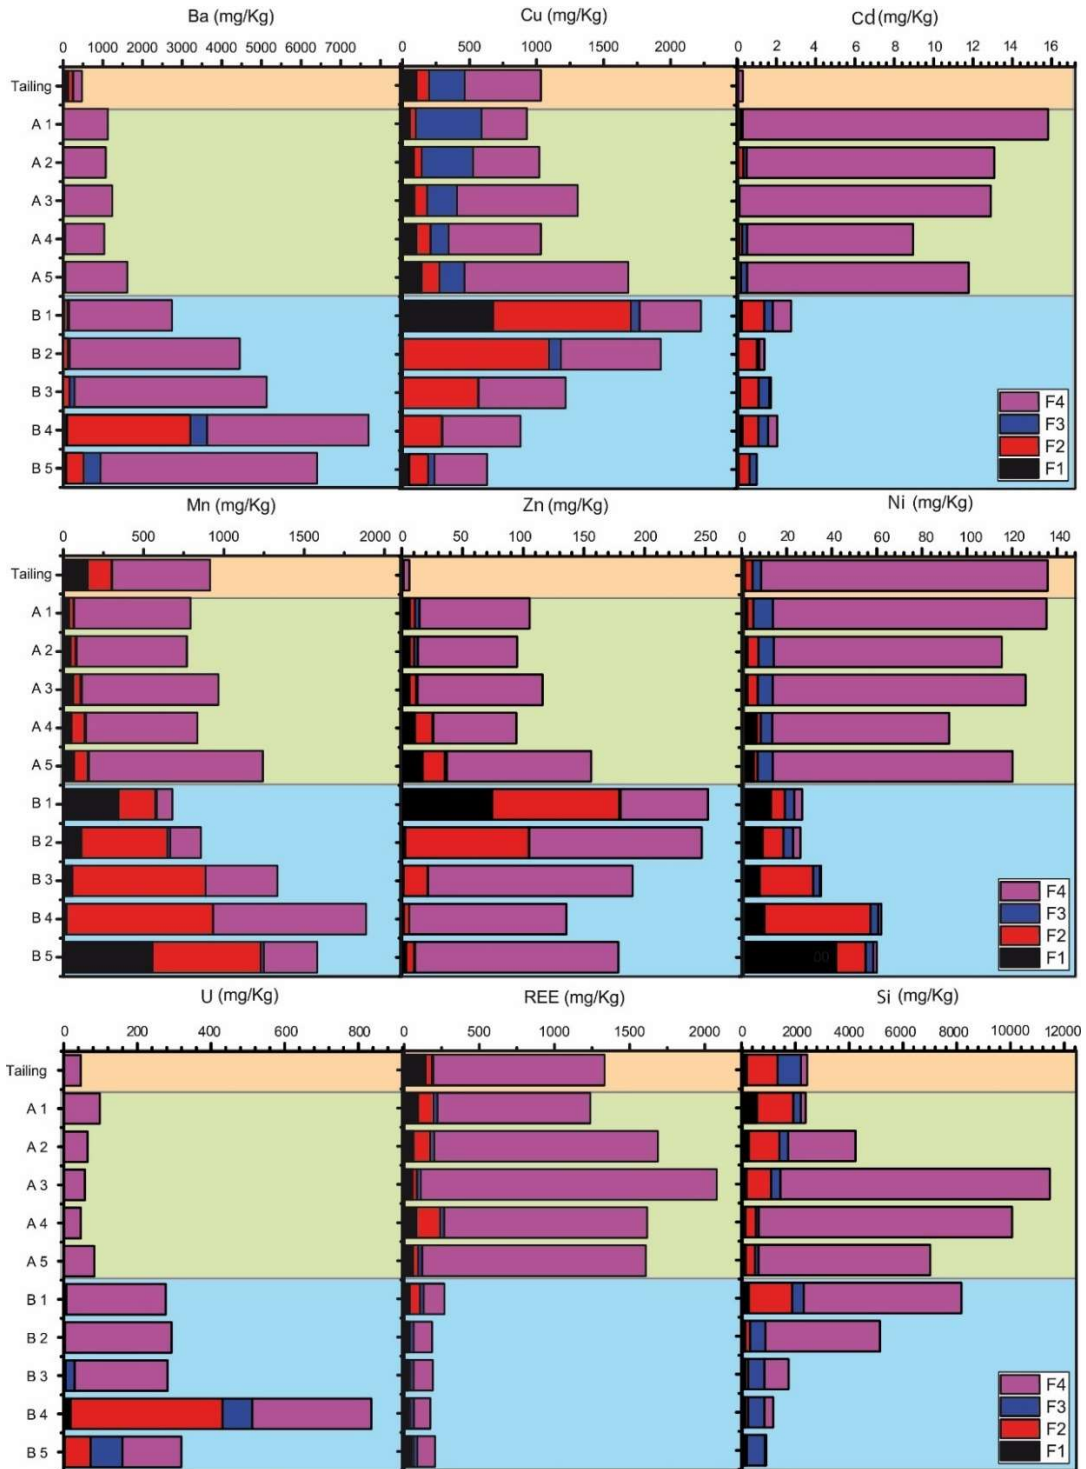 Ba (mg/Kg) Cu (mg/Kg) Cd (mg/Kg)
0 1000 2000 3000 4000 5000 6000 7000 0 500 1000 1500 2000 0 2 4 6 8 10 12 14 16
Tailing
A 1
A 2
A 3
A 4
A 5
B 1
B 2
B 3
B 4
B 5
F4
F3
F2
F1
Mn (mg/Kg) Zn (mg/Kg) Ni (mg/Kg)
0 500 1000 1500 2000 0 50 100 150 200 250 0 20 40 60 80 100 120 140
Tailing
A 1
A 2
A 3
A 4
A 5
B 1
B 2
B 3
B 4
B 5
00
F4
F3
F2
F1
U (mg/Kg) REE (mg/Kg) Si (mg/Kg)
0 200 400 600 800 0 500 1000 1500 2000 0 2000 4000 6000 8000 10000 12000
Tailing
A 1
A 2
A 3
A 4
A 5
B 1
B 2
B 3
B 4
B 5
F4
F3
F2
F1